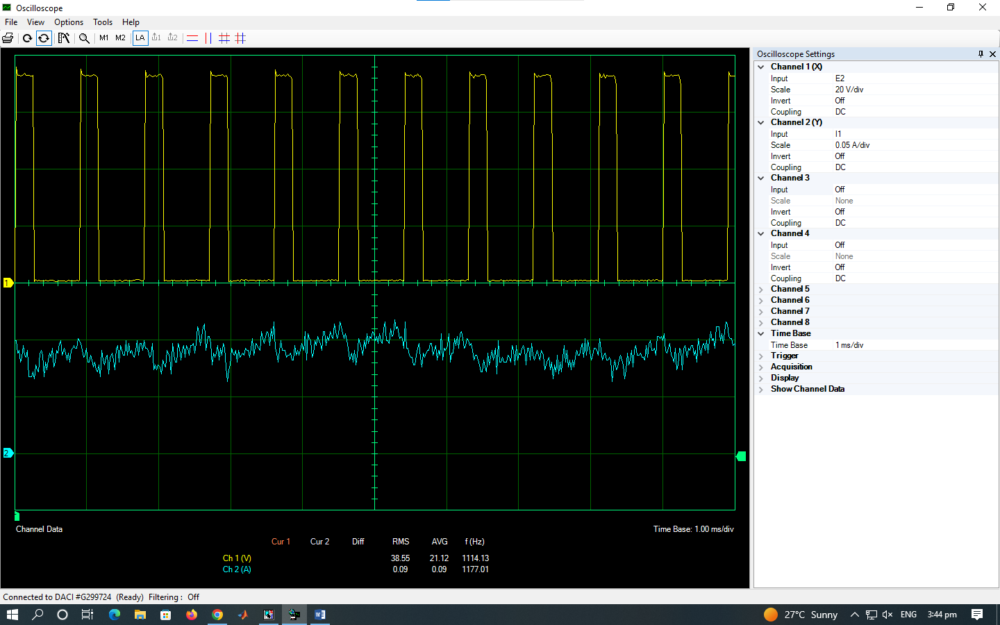 Oscilloscope
File View Options Tools Help
M1 M2 LA 1 2
Oscilloscope Settings
Channel 1 (X)
Input E2
Scale 20 V/div
Invert Off
Coupling DC
Channel 2 (Y)
Input I1
Scale 0.05 A/div
Invert Off
Coupling DC
Channel 3
Input Off
Scale None
Invert Off
Coupling DC
Channel 4
Input Off
Scale None
Invert Off
Coupling DC
Channel 5
Channel 6
Channel 7
Channel 8
Time Base
Time Base 1 ms/div
Trigger
Acquisition
Display
Show Channel Data
1
2
Channel Data Time Base: 1.00 ms/div
Cur 1 Cur 2 Diff RMS AVG f (Hz)
Ch 1 (V) 38.55 21.12 1114.13
Ch 2 (A) 0.09 0.09 1177.01
Connected to DACI #G299724 (Ready) Filtering : Off
27°C Sunny ENG 3:44 pm